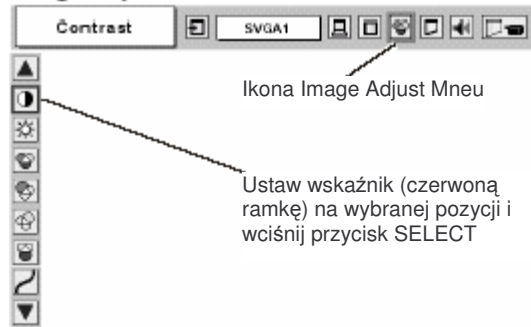 Contrast
SVGA1
Ikona Image Adjust Mneu
Ustaw wskaźnik (czerwoną
ramkę) na wybranej pozycji i
wciśnij przycisk SELECT